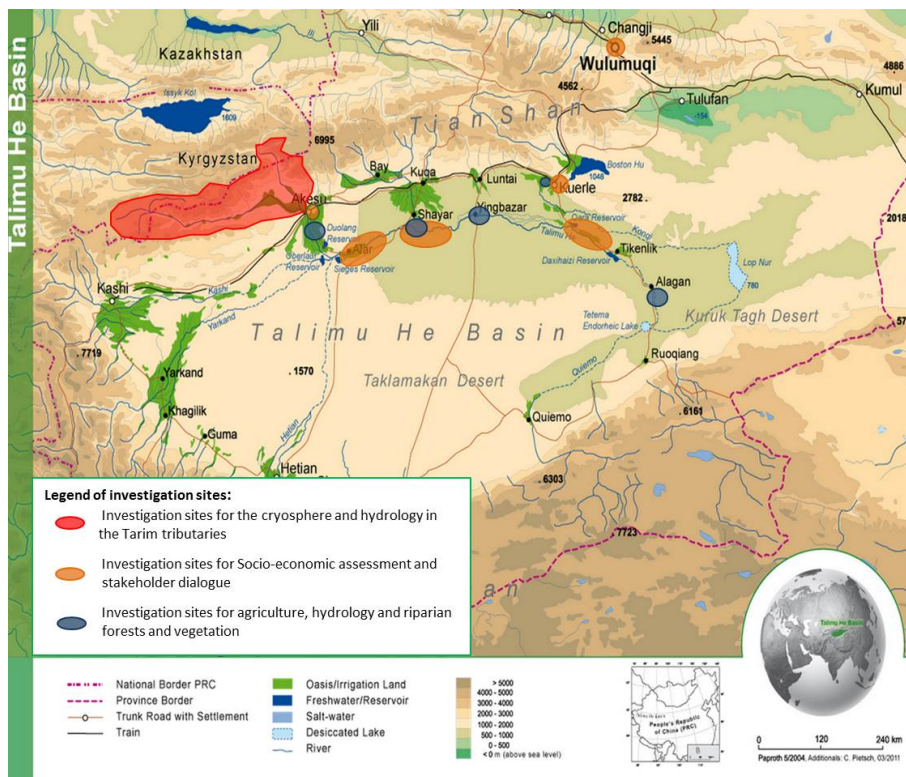 Talimu He Basin
Yili
Changji
5445
Kazakhstan
Wulumuqi
4886
4562
Kumul
Ili
Issyk Kol
Tulufan
-154
1609
Tian Shan
6995
Kyrgyzstan
Bay
Kuqa
Luntai
Boston Hu
1048
Kuerle
2782
Akesu
2018
Shayar
Yingbazar
Duolang
Reservoir
Alar
Talimu He
Konqi
Tikenlik
Reservoir
Sieges Reservoir
Daxihaizi Reservoir
Lop Nur
780
Kashi
Kashi
Alagan
Yarkand
Talimu He Basin
Tetema
Endorheic Lake
Kuruk Tagh Desert
57
7719
1570
Taklamakan Desert
Quiemo
Ruoqiang
Yarkand
Khagilik
Hetian
6161
Guma
Quiemo
Hetian
6303
7723
an
Legend of investigation sites:
Investigation sites for the cryosphere and hydrology in
the Tarim tributaries
Investigation sites for Socio-economic assessment and
stakeholder dialogue
Investigation sites for agriculture, hydrology and riparian
forests and vegetation
Talimu He Basin
National Border PRC
Province Border
Trunk Road with Settlement
Train
Oasis/Irrigation Land
Freshwater/Reservoir
Salt-water
Desiccated Lake
River
> 5000
4000 - 5000
3000 - 4000
2000 - 3000
1000 - 2000
500 - 1000
0 - 500
< 0 m (above sea level)
People's Republic
of China (PRC)
0 120 240 km
Paproth 5/2004, Additionals: C. Pietsch, 03/2011